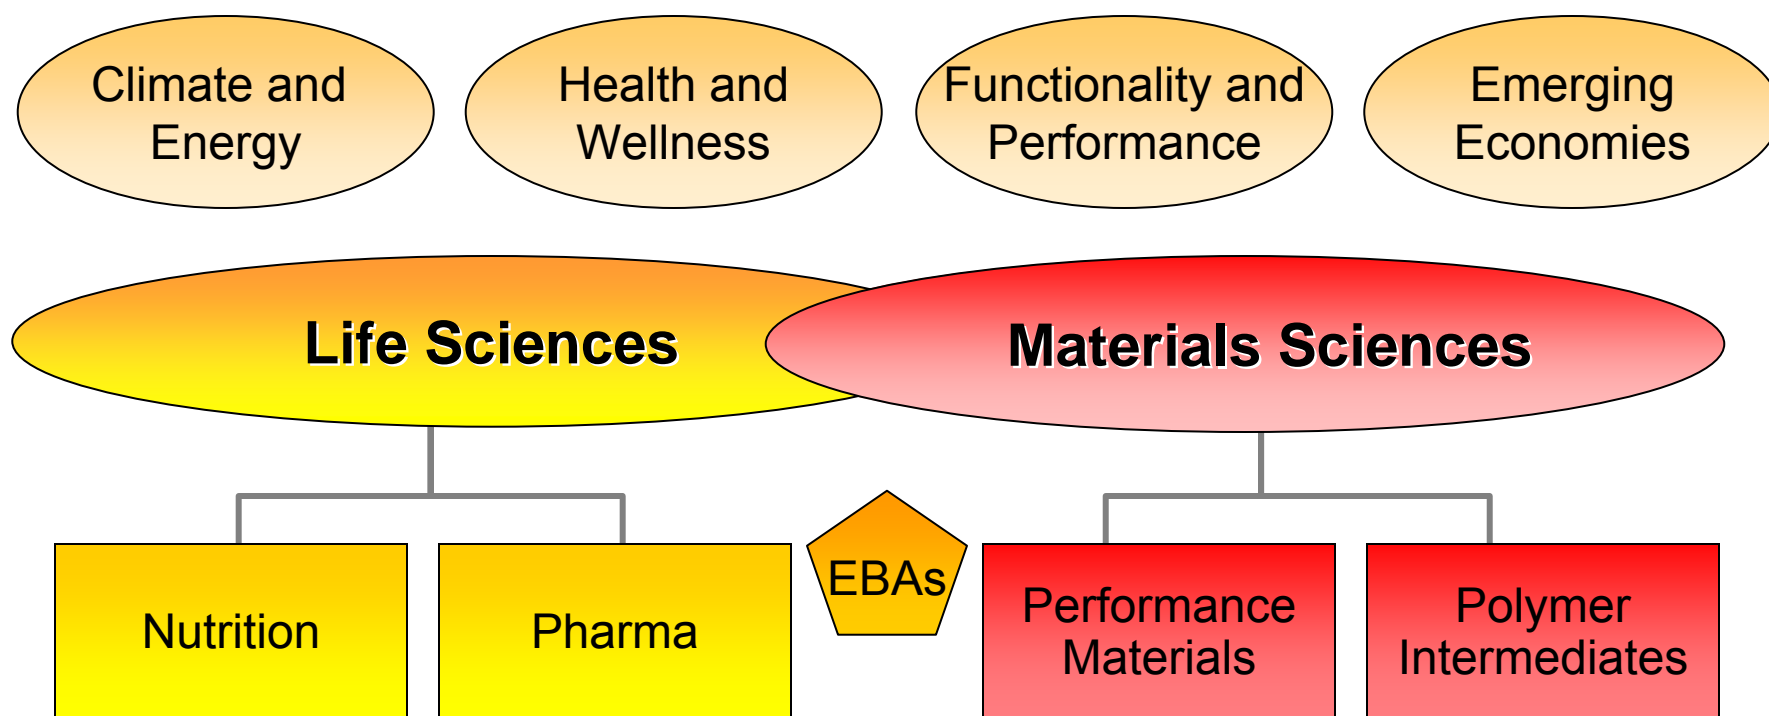 Climate and
Energy
Health and
Wellness
Functionality and
Performance
Emerging
Economies
Life Sciences
Materials Sciences
Nutrition
Pharma
EBAs
Performance
Materials
Polymer
Intermediates